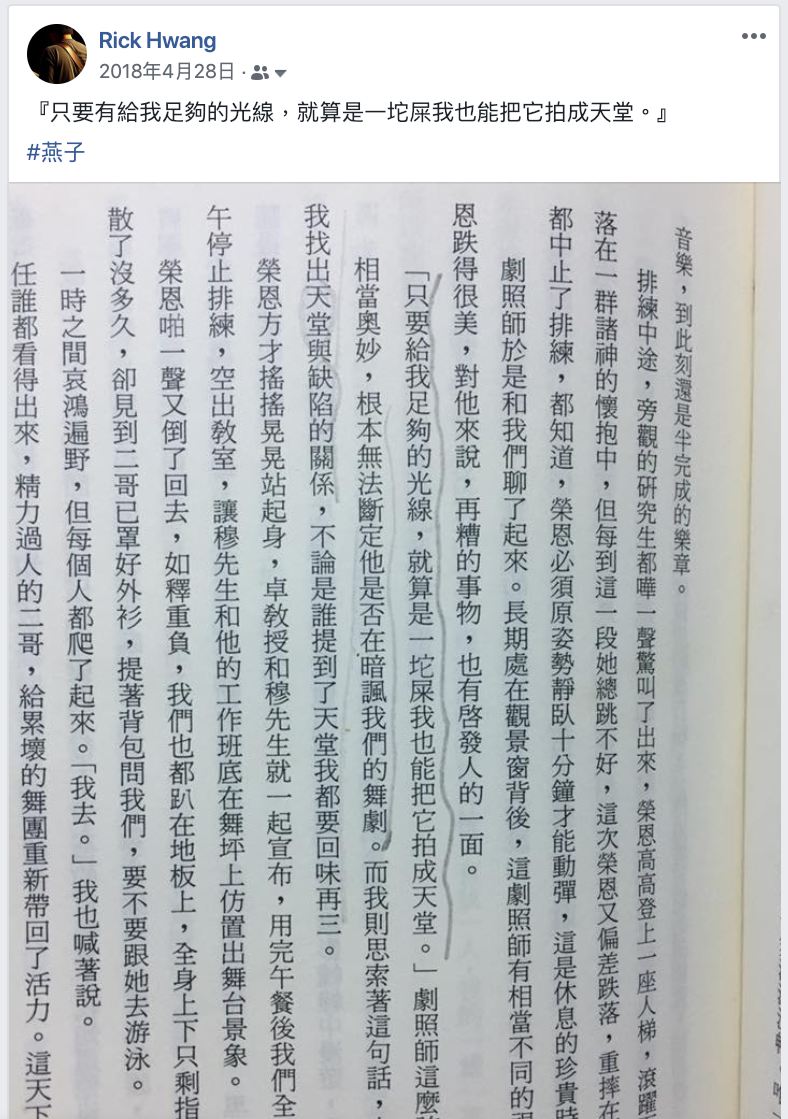 Rick Hwang
2018年4月28日
『只要有給我足夠的光線，就算是一坨屎我也能把它拍成天堂。』
#燕子
音樂，到此刻還是半完成的樂章。
排練中途，旁觀的研究生都嘩一聲驚叫了出來，榮恩高高登上一座人梯，滾躍
落在一群諸神的懷抱中，但每到這一段她總跳不好，這次榮恩又偏差跌落，重摔在
都中止了排練，都知道，榮恩必須原姿勢靜臥十分鐘才能動彈，這是休息的珍貴時
劇照師於是和我們聊了起來。長期處在觀景窗背後，這劇照師有相當不同的
恩跌得很美，對他來說，再糟的事物，也有啓發人的一面。
「只要給我足夠的光線，就算是一坨屎我也能把它拍成天堂。」劇照師這麼
相當奧妙，根本無法斷定他是否在暗諷我們的舞劇。而我則思索著這句話，
我找出天堂與缺陷的關係，不論是誰提到了天堂我都要回味再三。
榮恩方才搖搖晃晃站起身，卓教授和穆先生就一起宣布，用完午餐後我們全
午停止排練，空出教室，讓穆先生和他的工作班底在舞坪上仿置出舞台景象。
榮恩啪一聲又倒了回去，如釋重負，我們也都趴在地板上，全身上下只剩指
散了沒多久，卻見到二哥已罩好外衫，提著背包問我們，要不要跟她去游泳。
一時之間哀鴻遍野，但每個人都爬了起來。「我去。」我也喊著說。
任誰都看得出來，精力過人的二哥，給累壞的舞團重新帶回了活力。這天下